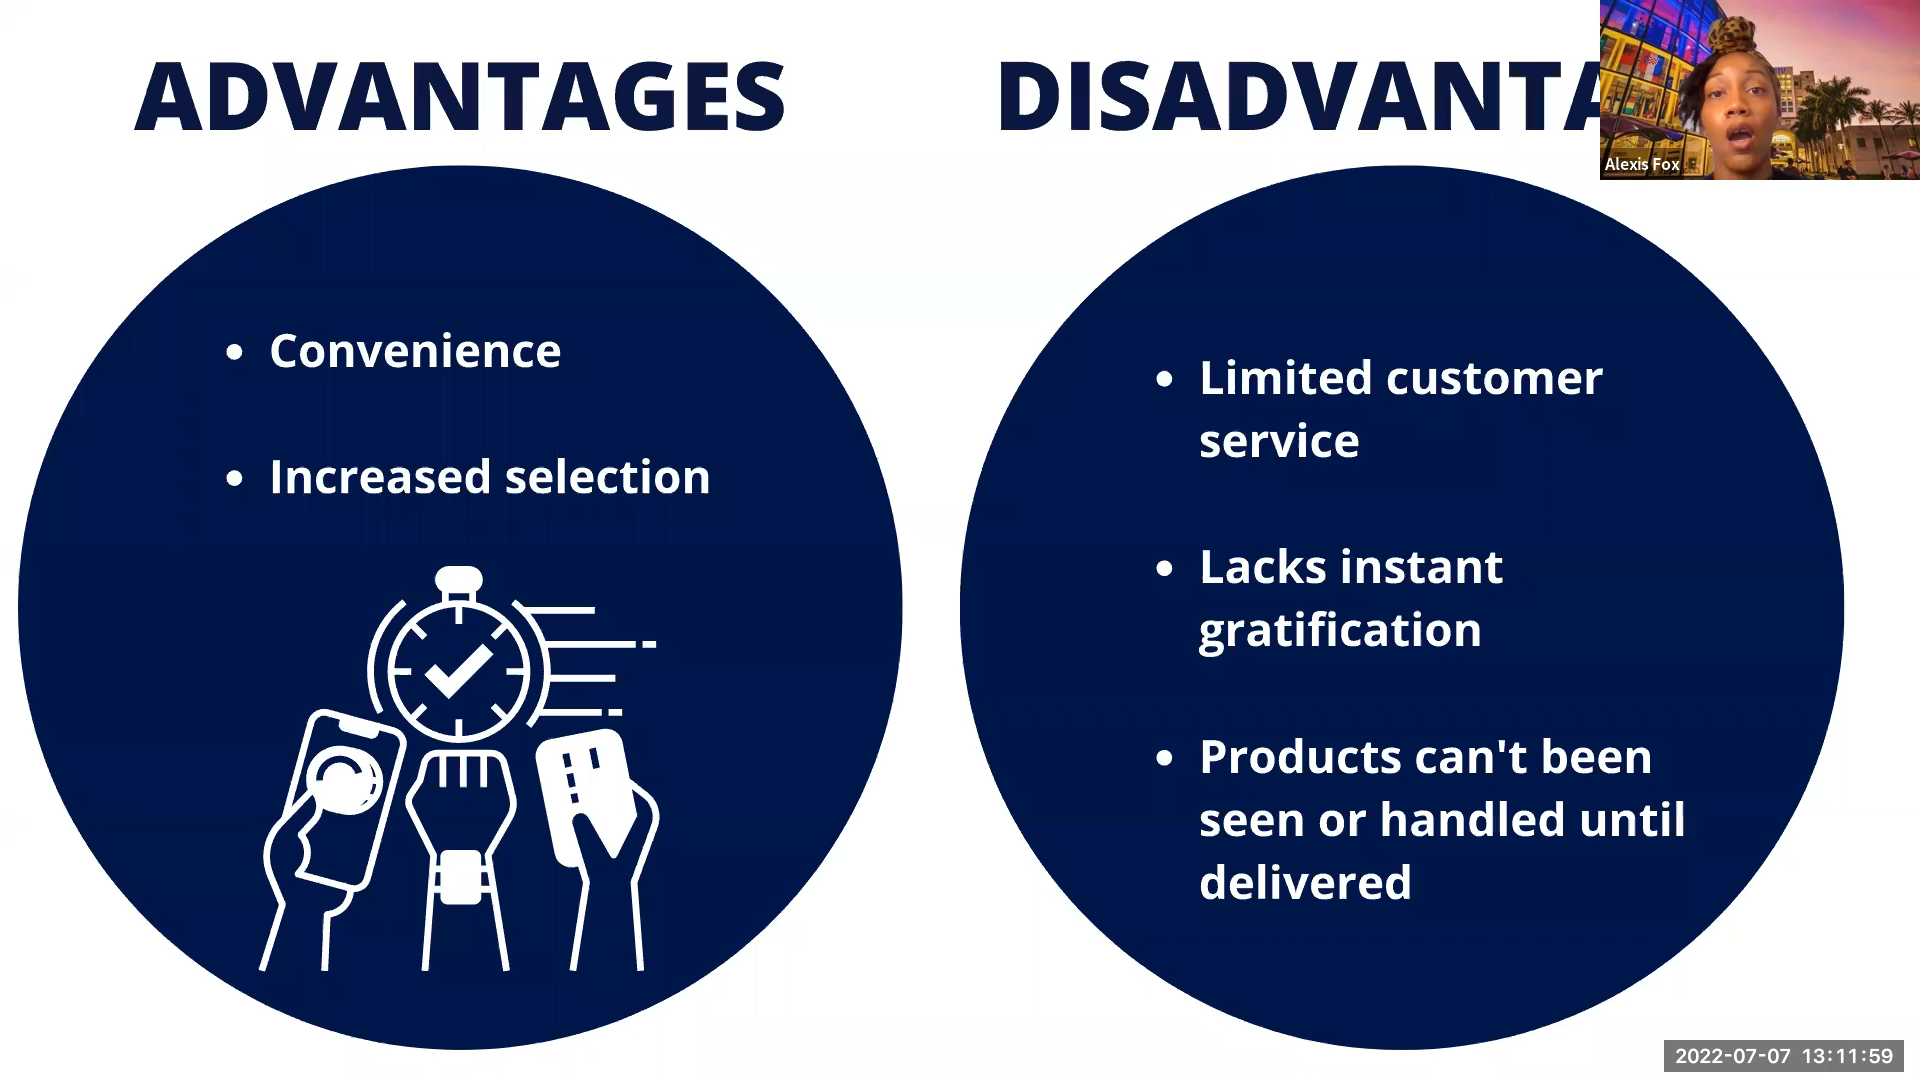 ADVANTAGES
DISADVANTA
Alexis Fox
• Convenience
• Increased selection
• Limited customer
service
• Lacks instant
gratification
• Products can't been
seen or handled until
delivered
2022-07-07 13:11:59